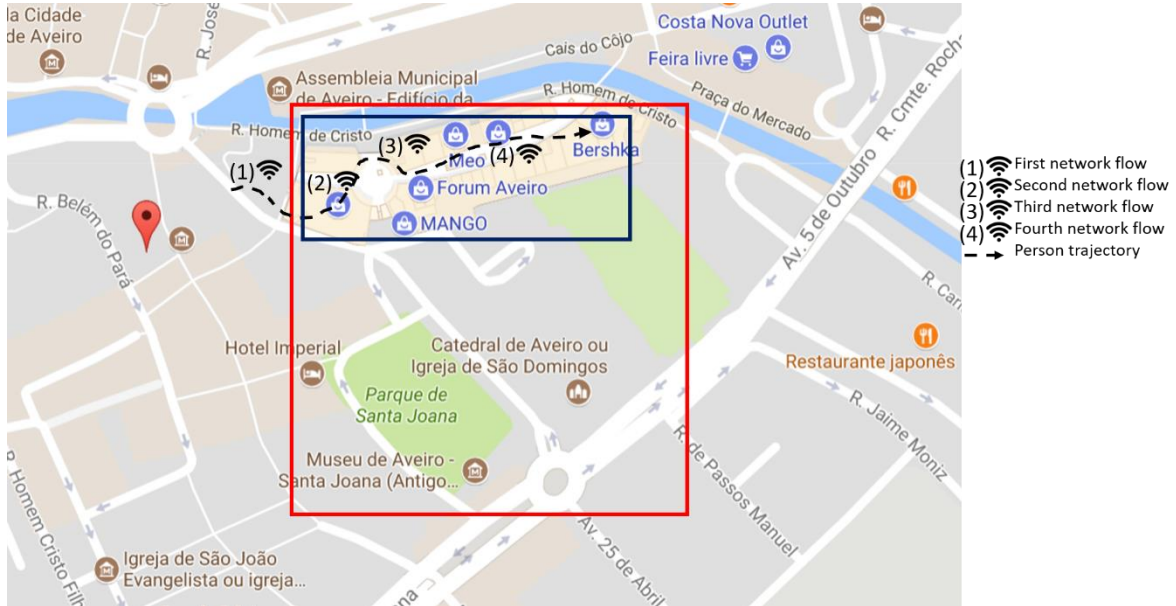 la Cidade
de Aveiro
R. José
Costa Nova Outlet
Feira livre
Cais do Côjo
R. Cmte. Rocha
Assembleia Municipal
de Aveiro - Edifício da
R. Homem de Cristo
Praça do Mercado
R. Homem de Cristo
Bershka
Meo
(1)
(2)
(3)
(4)
Forum Aveiro
MANGO
R. Belém do Pará
Av. 5 de Outubro
R. Car
Hotel Imperial
Catedral de Aveiro ou
Igreja de São Domingos
Restaurante japonês
Parque de
Santa Joana
R. Jaime Moniz
Museu de Aveiro -
Santa Joana (Antigo...
R. de Passos Manuel
R. Homem Cristo Filh
Av. 25 de Abril
Igreja de São João
Evangelista ou igreja...
ana
(1) First network flow
(2) Second network flow
(3) Third network flow
(4) Fourth network flow
Person trajectory